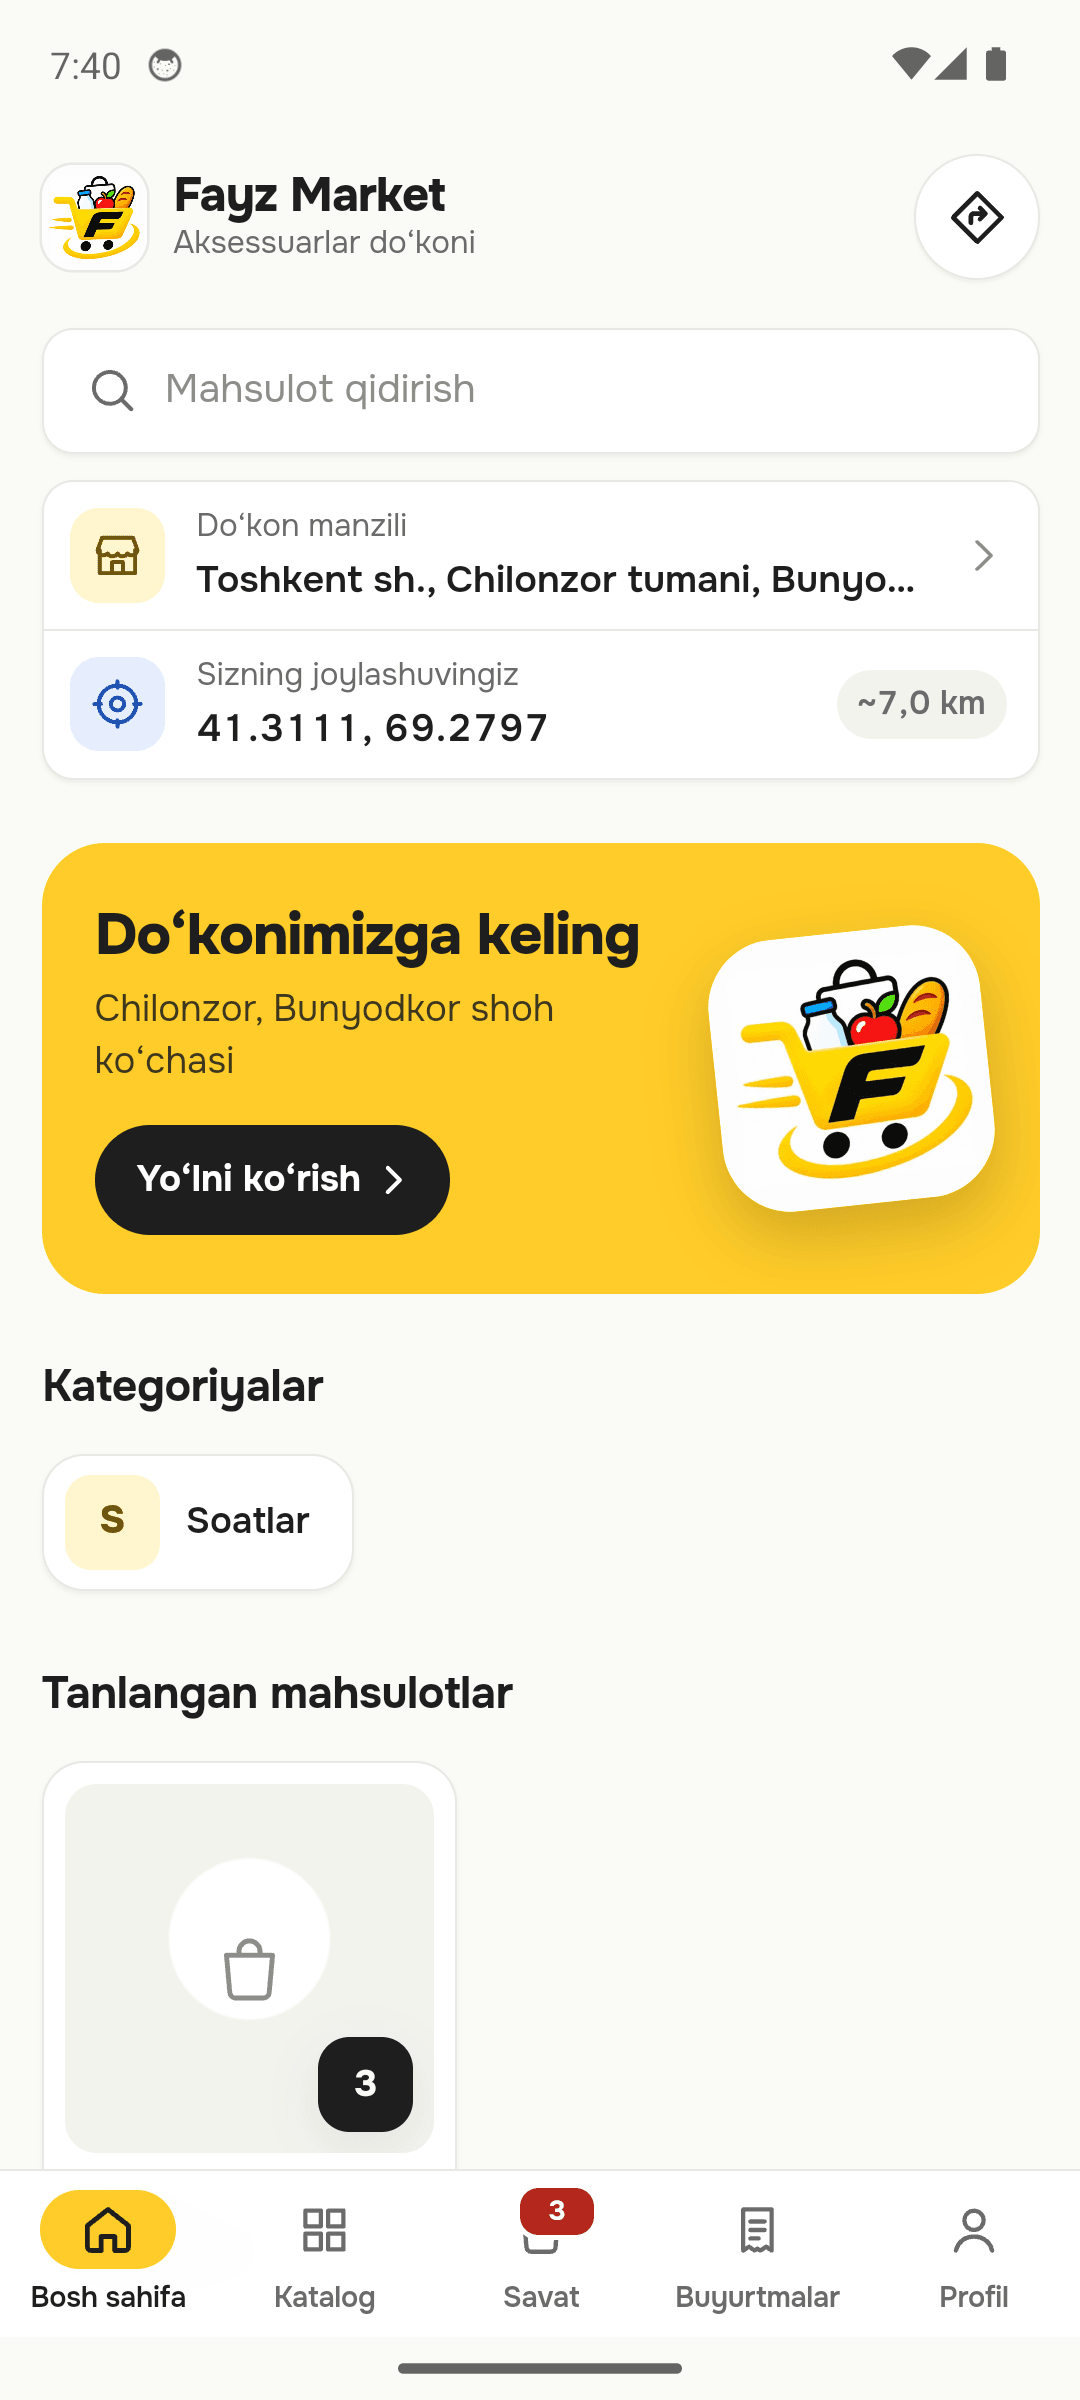 7:40
Fayz Market
Aksessuarlar do‘koni
Mahsulot qidirish
Do‘kon manzili
Toshkent sh., Chilonzor tumani, Bunyo...
Sizning joylashuvingiz
41.3111, 69.2797
~7,0 km
Do‘konimizga keling
Chilonzor, Bunyodkor shoh
ko‘chasi
F
Yo‘lni ko‘rish
Kategoriyalar
S
Soatlar
Tanlangan mahsulotlar
3
3
Bosh sahifa
Katalog
Savat
Buyurtmalar
Profil